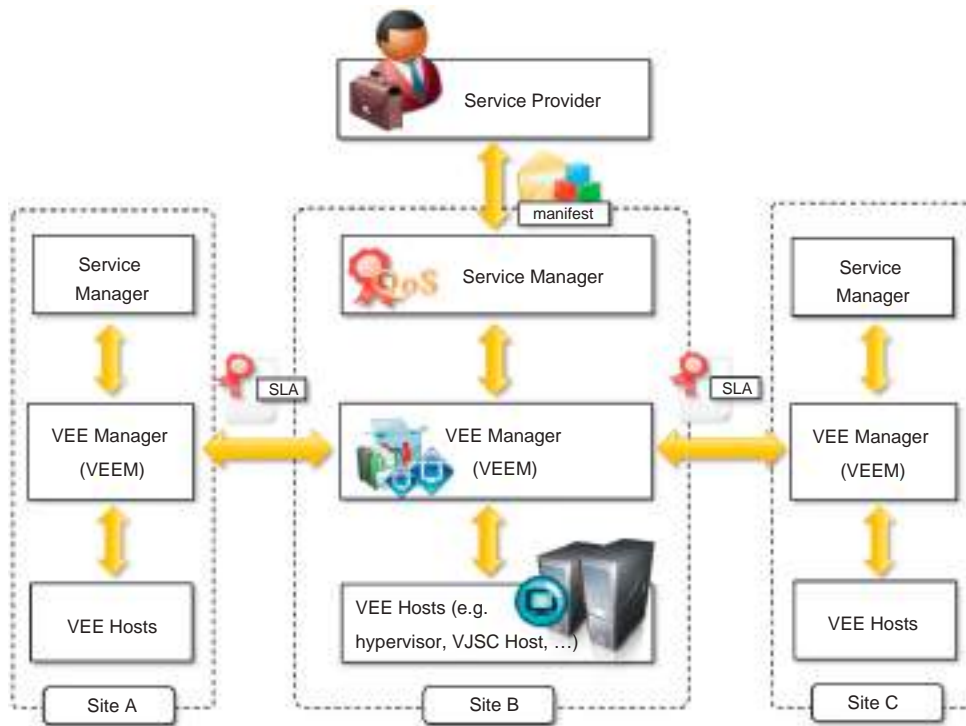 Service Provider
manifest
Service
Manager
QoS
Service Manager
Service
Manager
SLA
SLA
VEE Manager
(VEEM)
VEE Manager
(VEEM)
VEE Manager
(VEEM)
VEE Hosts
VEE Hosts (e.g.
hypervisor, VJSC Host, …)
VEE Hosts
Site A
Site B
Site C